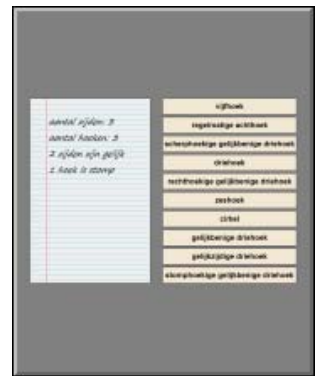 aantal zijden: 3
aantal hoeken: 3
2 zijden zijn gelijk
1 hoek is stomp
vijfhoek
regelmatige achthoek
scherphoekige gelijkbenige driehoek
driehoek
rechthoekige gelijkbenige driehoek
zeshoek
cirkel
gelijkbenige driehoek
gelijkzijdige driehoek
stomphoekige gelijkbenige driehoek